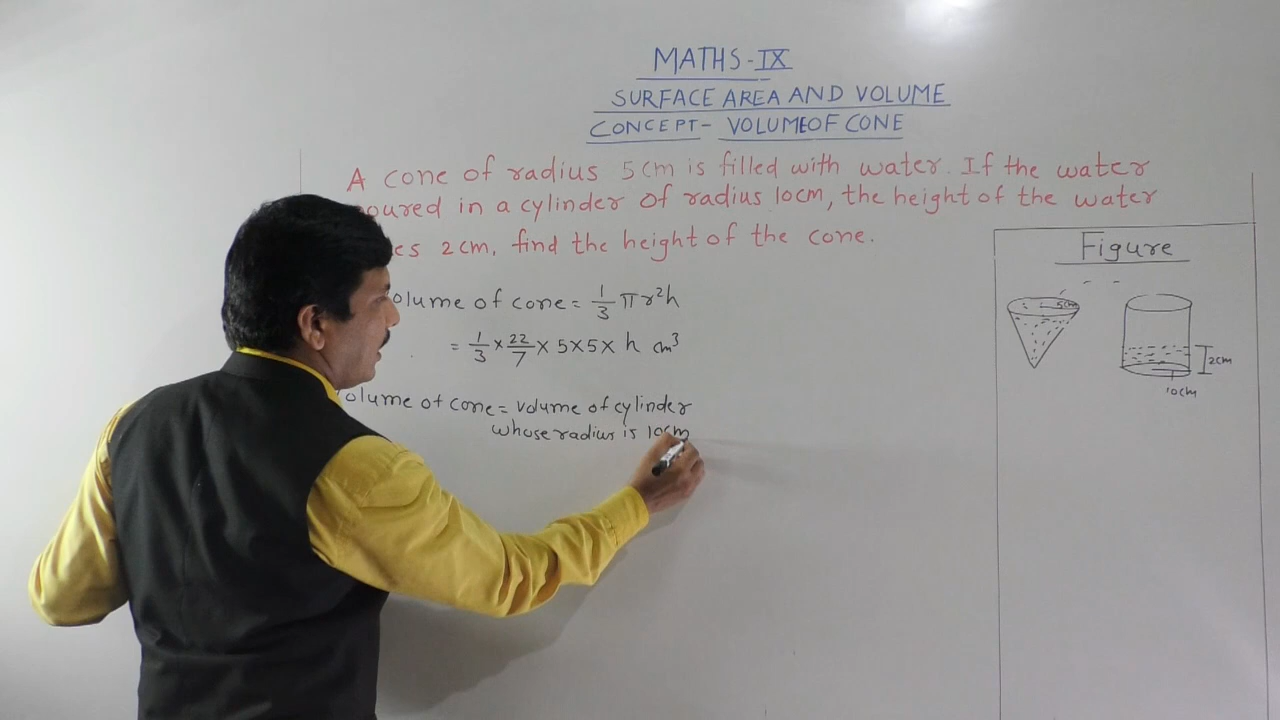 MATHS-IX
SURFACE AREA AND VOLUME
CONCEPT- VOLUME OF CONE
A cone of radius 5cm is filled with water. If the water
oured in a cylinder of radius 10cm, the height of the water
es 2cm, find the height of the cone.
Figure
olume of cone = 1/3 πr²h
= 1/3 × 22/7 × 5×5× h cm³
olume of cone = volume of cylinder
whose radius is 10cm
5cm
2cm
10cm